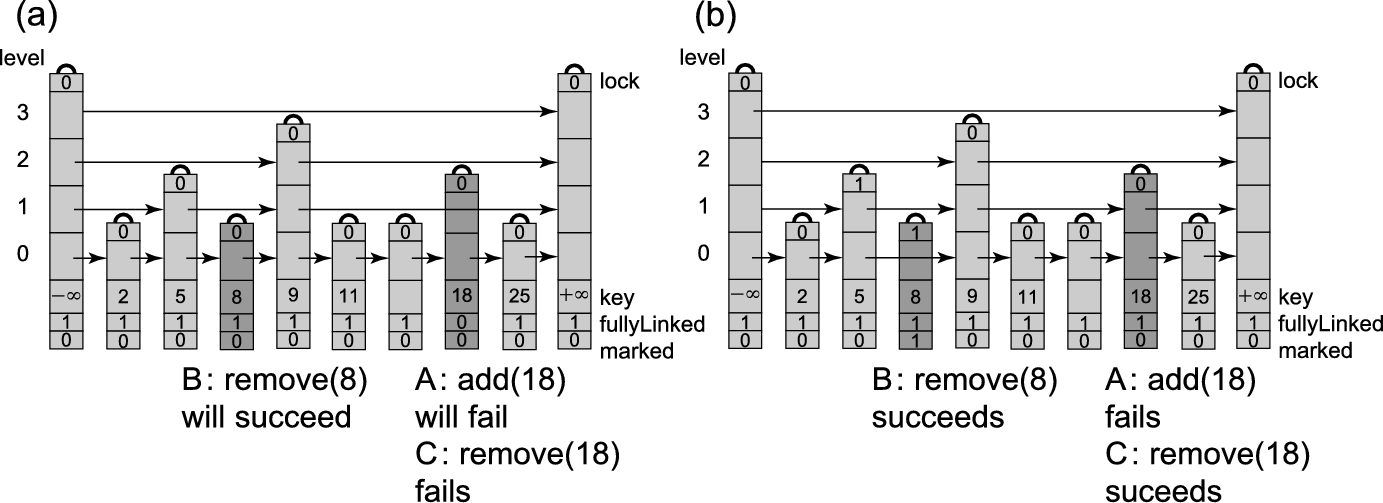 (a)
level
0 0 lock
3
0
2
0 0
1
0 0 0 0 0
0
−∞ 2 5 8 9 11 18 25 +∞ key
1 1 1 1 1 1 1 0 1 1 fullyLinked
0 0 0 0 0 0 0 0 0 0 marked
B: remove(8)
will succeed
A: add(18)
will fail
C: remove(18)
fails
(b)
level
0 0 lock
3
0
2
1 0
1
0 1 0 0 0
0
−∞ 2 5 8 9 11 18 25 +∞ key
1 1 1 1 1 1 1 1 1 1 fullyLinked
0 0 0 1 0 0 0 0 0 0 marked
B: remove(8)
succeeds
A: add(18)
fails
C: remove(18)
suceeds